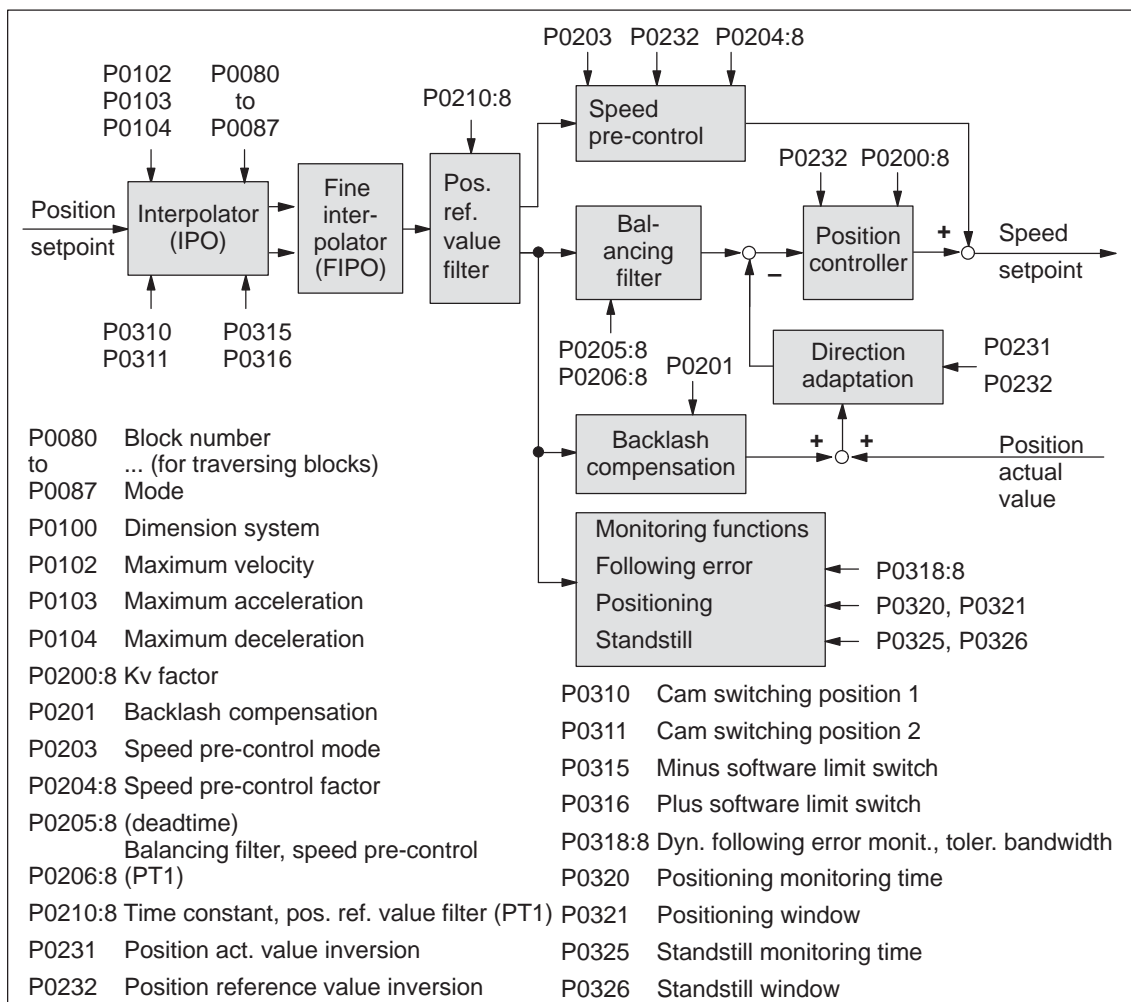 P0203 P0232 P0204:8
P0102 P0080
P0103 to
P0104 P0087
P0210:8
Speed
pre-control
P0232 P0200:8
Position
setpoint
Interpolator
(IPO)
Fine
inter-
polator
(FIPO)
Pos.
ref.
value
filter
Bal-
ancing
filter
–
Position
controller
+
Speed
setpoint
P0310
P0311
P0315
P0316
P0205:8
P0206:8
P0201
Direction
adaptation
P0231
P0232
Backlash
compensation
+ +
Position
actual
value
Monitoring functions
Following error
Positioning
Standstill
P0318:8
P0320, P0321
P0325, P0326
P0080 Block number
to ... (for traversing blocks)
P0087 Mode
P0100 Dimension system
P0102 Maximum velocity
P0103 Maximum acceleration
P0104 Maximum deceleration
P0200:8 Kv factor
P0201 Backlash compensation
P0203 Speed pre-control mode
P0204:8 Speed pre-control factor
P0205:8 (deadtime)
Balancing filter, speed pre-control
P0206:8 (PT1)
P0210:8 Time constant, pos. ref. value filter (PT1)
P0231 Position act. value inversion
P0232 Position reference value inversion
P0310 Cam switching position 1
P0311 Cam switching position 2
P0315 Minus software limit switch
P0316 Plus software limit switch
P0318:8 Dyn. following error monit., toler. bandwidth
P0320 Positioning monitoring time
P0321 Positioning window
P0325 Standstill monitoring time
P0326 Standstill window